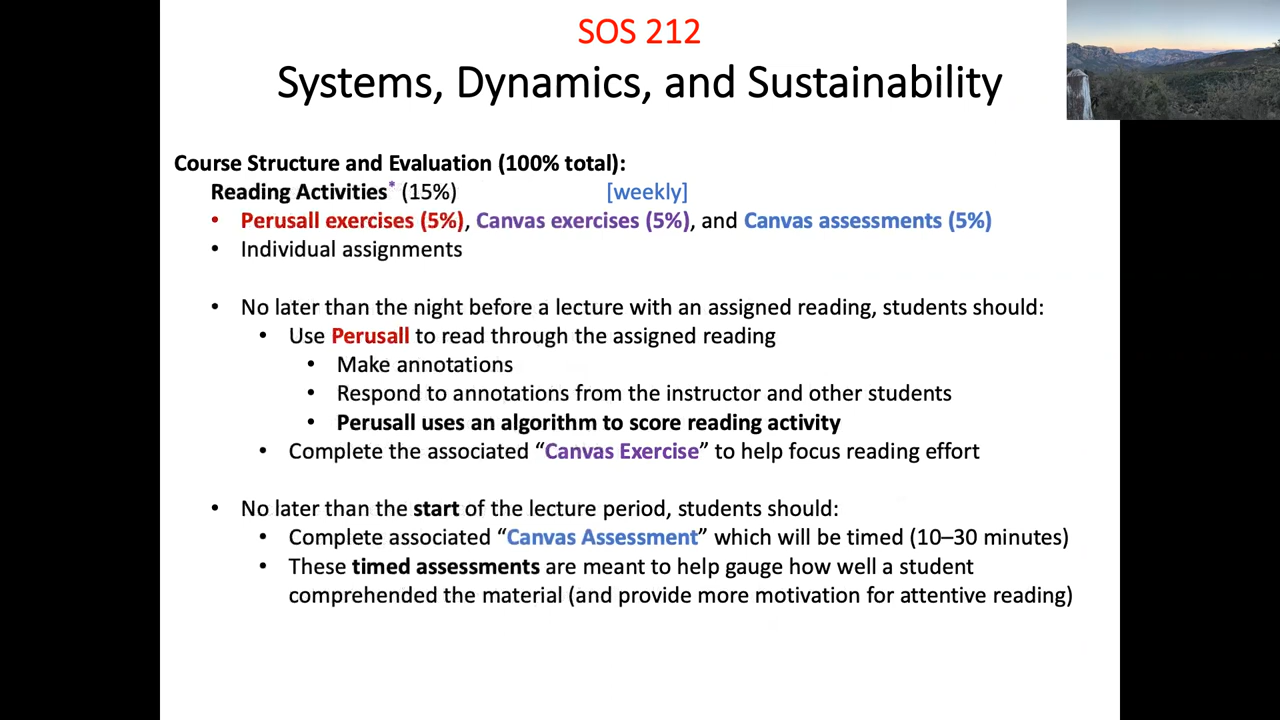 SOS 212
Systems, Dynamics, and Sustainability
Course Structure and Evaluation (100% total):
Reading Activities* (15%) [weekly]
• Perusall exercises (5%), Canvas exercises (5%), and Canvas assessments (5%)
• Individual assignments
• No later than the night before a lecture with an assigned reading, students should:
• Use Perusall to read through the assigned reading
• Make annotations
• Respond to annotations from the instructor and other students
• Perusall uses an algorithm to score reading activity
• Complete the associated “Canvas Exercise” to help focus reading effort
• No later than the start of the lecture period, students should:
• Complete associated “Canvas Assessment” which will be timed (10–30 minutes)
• These timed assessments are meant to help gauge how well a student
comprehended the material (and provide more motivation for attentive reading)